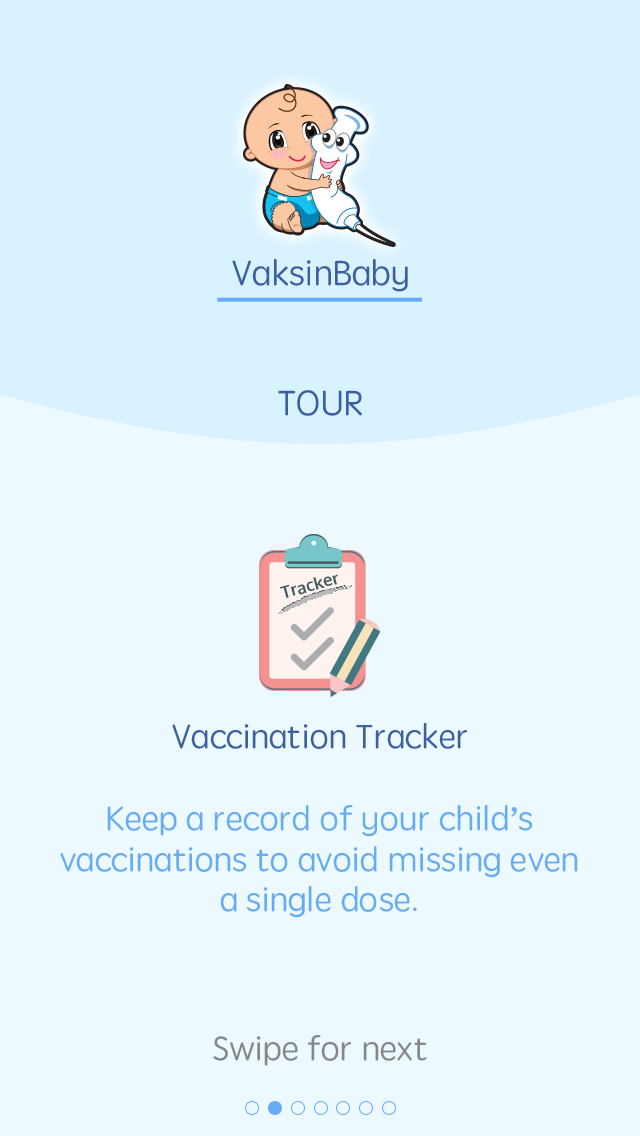 VaksinBaby
TOUR
Tracker
Vaccination Tracker
Keep a record of your child’s
vaccinations to avoid missing even
a single dose.
Swipe for next